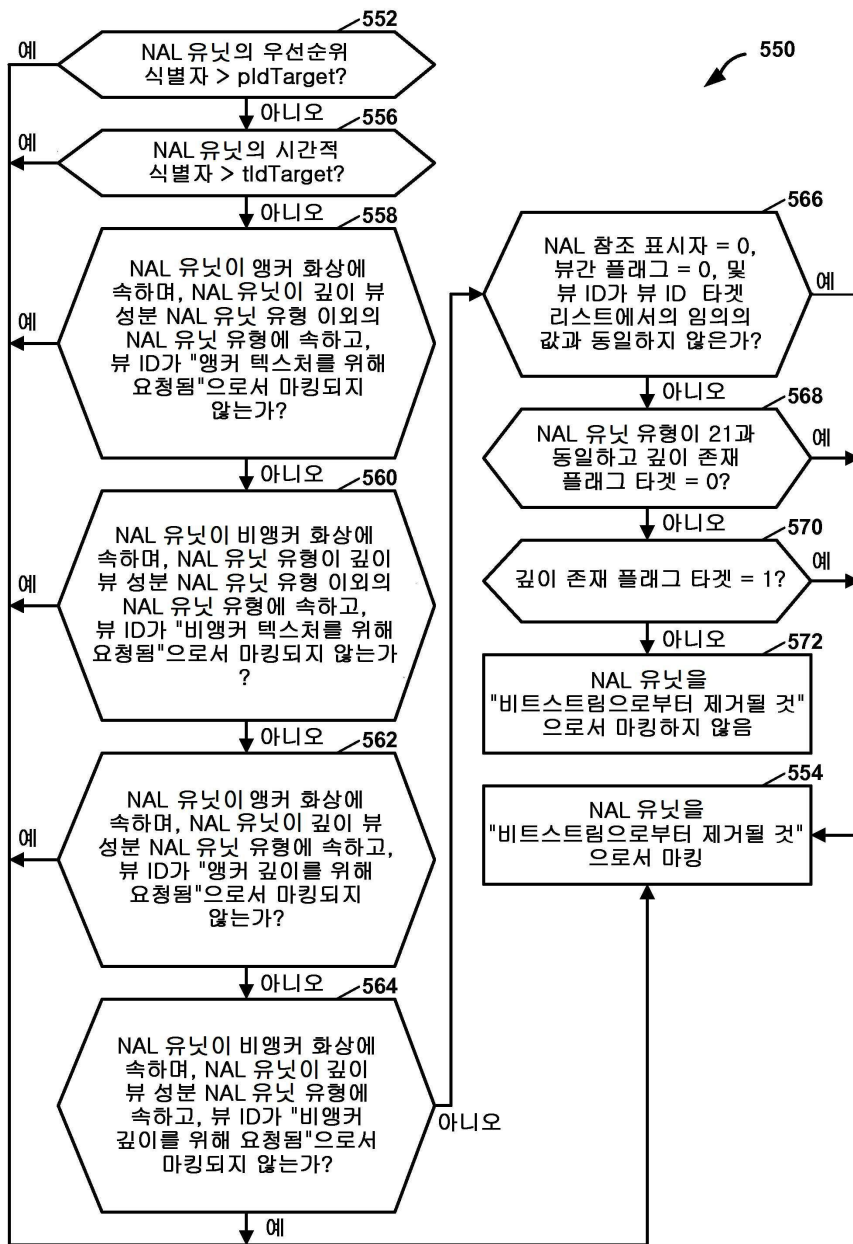 552
예
NAL 유닛의 우선순위
식별자 > pIdTarget?
550
아니오
556
예
NAL 유닛의 시간적
식별자 > tIdTarget?
아니오
558
예
NAL 유닛이 앵커 화상에
속하며, NAL유닛이 깊이 뷰
성분 NAL 유닛 유형 이외의
NAL 유닛 유형에 속하고,
뷰 ID가 "앵커 텍스처를 위해
요청됨"으로서 마킹되지
않는가?
아니오
560
예
NAL 유닛이 비앵커 화상에
속하며, NAL 유닛 유형이 깊이
뷰 성분 NAL 유닛 유형 이외의
NAL 유닛 유형에 속하고,
뷰 ID가 "비앵커 텍스처를 위해
요청됨"으로서 마킹되지 않는가
?
아니오
562
예
NAL 유닛이 앵커 화상에
속하며, NAL 유닛이 깊이 뷰
성분 NAL 유닛 유형에 속하고,
뷰 ID가 "앵커 깊이를 위해
요청됨"으로서 마킹되지
않는가?
아니오
564
NAL 유닛이 비앵커 화상에
속하며, NAL 유닛이 깊이
뷰 성분 NAL 유닛 유형에
속하고, 뷰 ID가 "비앵커
깊이를 위해 요청됨"으로서
마킹되지 않는가?
아니오
예
566
NAL 참조 표시자 = 0,
뷰간 플래그 = 0, 및
뷰 ID가 뷰 ID 타겟
리스트에서의 임의의
값과 동일하지 않은가?
예
아니오
568
NAL 유닛 유형이 21과
동일하고 깊이 존재
플래그 타겟 = 0?
예
아니오
570
깊이 존재 플래그 타겟 = 1?
예
아니오
572
NAL 유닛을
"비트스트림으로부터 제거될 것"
으로서 마킹하지 않음
554
NAL 유닛을
"비트스트림으로부터 제거될 것"
으로서 마킹